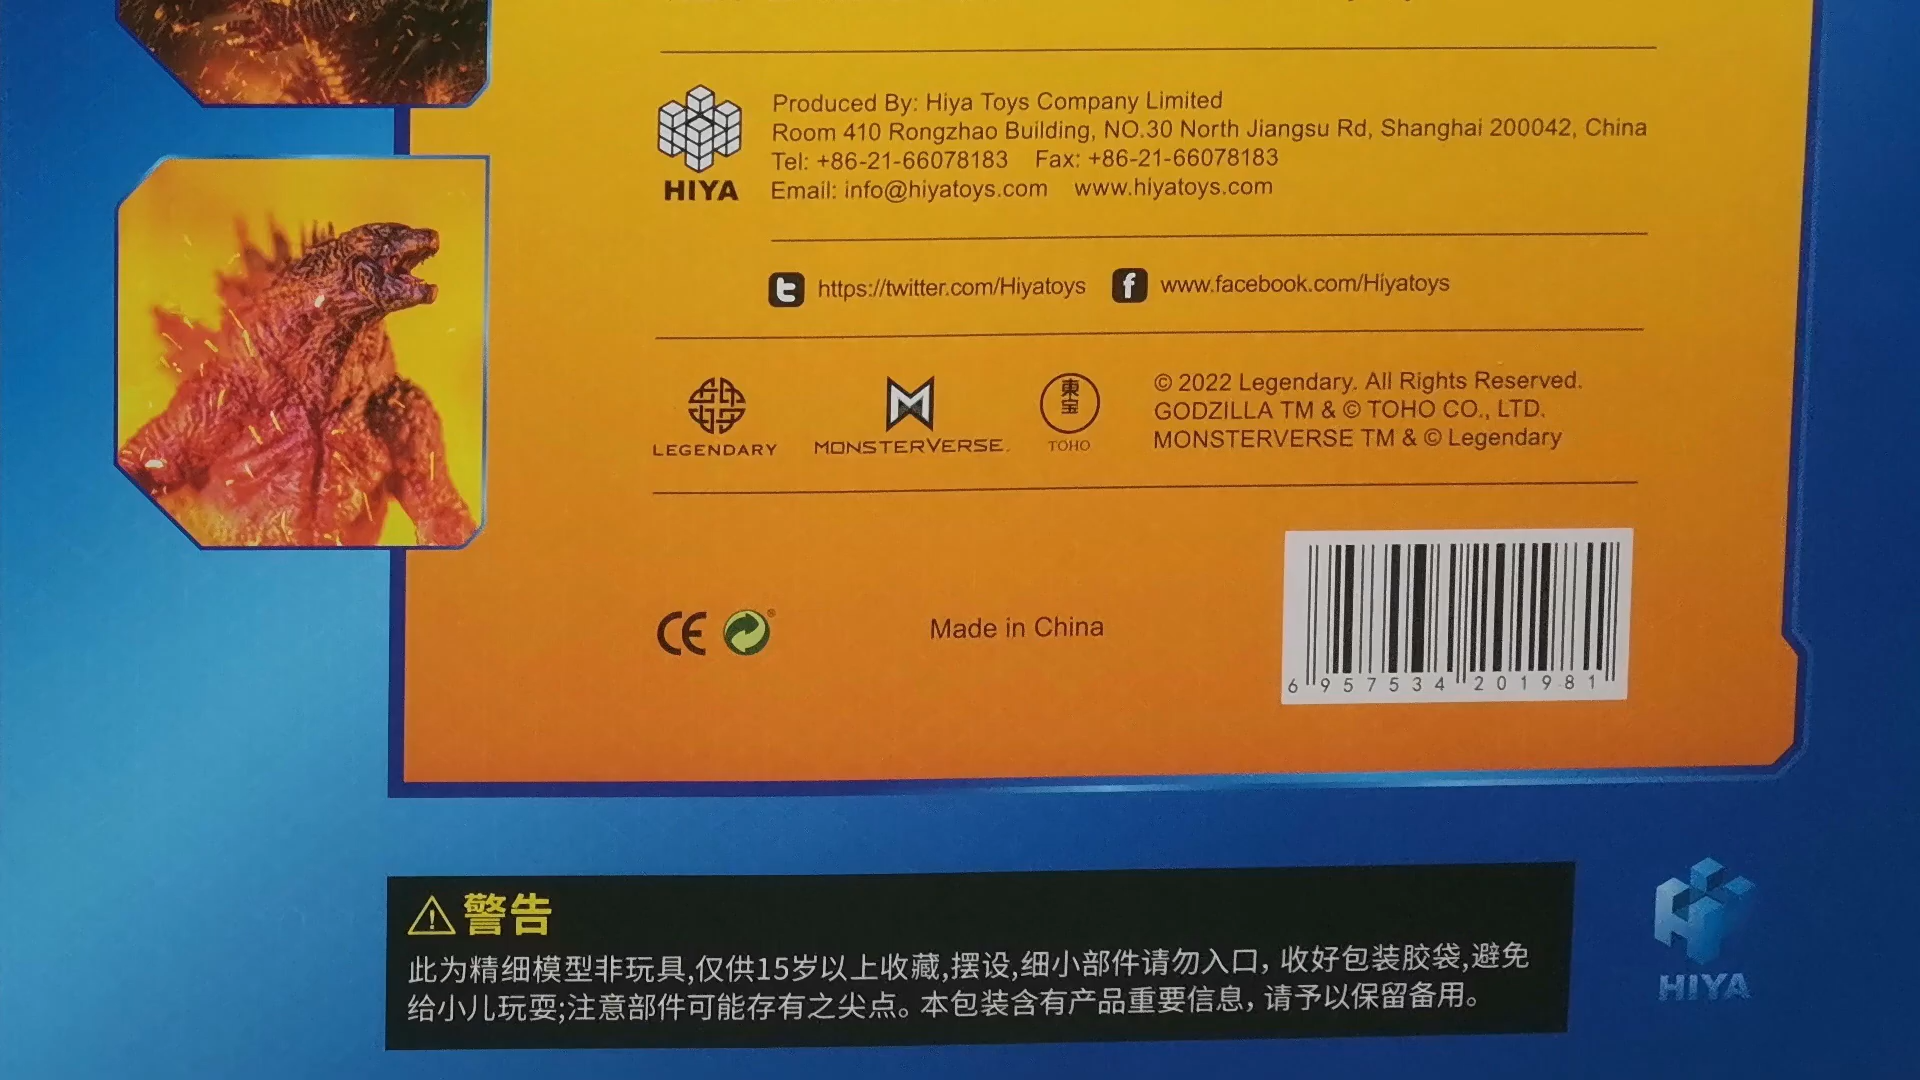 Produced By: Hiya Toys Company Limited
Room 410 Rongzhao Building, NO.30 North Jiangsu Rd, Shanghai 200042, China
Tel: +86-21-66078183 Fax: +86-21-66078183
HIYA
Email: info@hiyatoys.com www.hiyatoys.com
https://twitter.com/Hiyatoys www.facebook.com/Hiyatoys
東宝
LEGENDARY MONSTERVERSE. TOHO
© 2022 Legendary. All Rights Reserved.
GODZILLA TM & © TOHO CO., LTD.
MONSTERVERSE TM & © Legendary
CE
Made in China
6 957534 201981
警告
此为精细模型非玩具,仅供15岁以上收藏,摆设,细小部件请勿入口，收好包装胶袋,避免
给小儿玩耍;注意部件可能存有之尖点。本包装含有产品重要信息，请予以保留备用。
HIYA